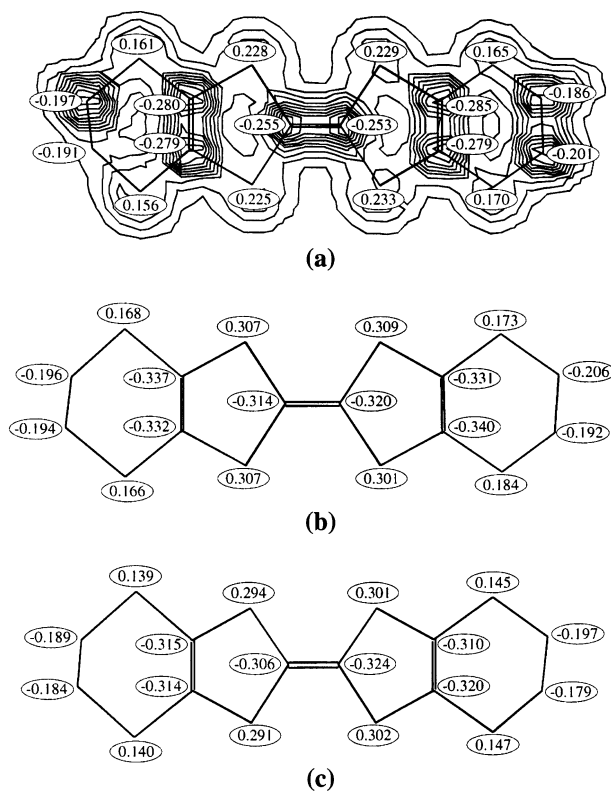 0.161 0.228 0.229 0.165
-0.197 -0.280 -0.285 -0.186
-0.255 -0.253
-0.191 -0.279 -0.279 -0.201
0.156 0.225 0.233 0.170
(a)
0.168 0.307 0.309 0.173
-0.196 -0.337 -0.331 -0.206
-0.314 -0.320
-0.194 -0.332 -0.340 -0.192
0.166 0.307 0.301 0.184
(b)
0.139 0.294 0.301 0.145
-0.189 -0.315 -0.310 -0.197
-0.306 -0.324
-0.184 -0.314 -0.320 -0.179
0.140 0.291 0.302 0.147
(c)